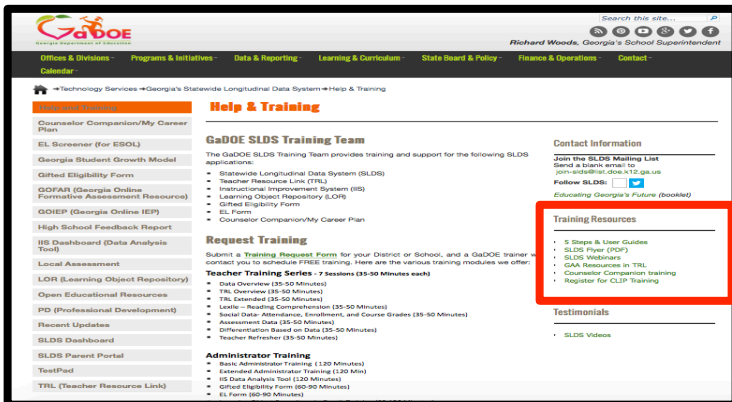 Search this site...
GaDOE
Georgia Department of Education
Richard Woods, Georgia's School Superintendent
Offices & Divisions Programs & Initiatives Data & Reporting Learning & Curriculum State Board & Policy Finance & Operations Contact
Calendar
Technology Services Georgia's Statewide Longitudinal Data System Help & Training
Help and Training
Counselor Companion/My Career
Plan
EL Screener (for ESOL)
Georgia Student Growth Model
Gifted Eligibility Form
GOFAR (Georgia Online
Formative Assessment Resource)
GOIEP (Georgia Online IEP)
High School Feedback Report
IIS Dashboard (Data Analysis
Tool)
Local Assessment
LOR (Learning Object Repository)
Open Educational Resources
PD (Professional Development)
Recent Updates
SLDS Dashboard
SLDS Parent Portal
TestPad
TRL (Teacher Resource Link)
Help & Training
GaDOE SLDS Training Team
The GaDOE SLDS Training Team provides training and support for the following SLDS
applications:
Statewide Longitudinal Data System (SLDS)
Teacher Resource Link (TRL)
Instructional Improvement System (IIS)
Learning Object Repository (LOR)
Gifted Eligibility Form
EL Form
Counselor Companion/My Career Plan
Request Training
Submit a Training Request Form for your District or School, and a GaDOE trainer w
contact you to schedule FREE training. Here are the various training modules we offer:
Teacher Training Series - 7 Sessions (35-50 Minutes each)
Data Overview (35-50 Minutes)
TRL Overview (35-50 Minutes)
TRL Extended (35-50 Minutes)
Lexile – Reading Comprehension (35-50 Minutes)
Social Data- Attendance, Enrollment, and Course Grades (35-50 Minutes)
Assessment Data (35-50 Minutes)
Differentiation Based on Data (35-50 Minutes)
Teacher Refresher (35-50 Minutes)
Administrator Training
Basic Administrator Training (120 Minutes)
Extended Administrator Training (120 Min)
IIS Data Analysis Tool (120 Minutes)
Gifted Eligibility Form (60-90 Minutes)
EL Form (60-90 Minutes)
Contact Information
Join the SLDS Mailing List
Send a blank email to
join-slds@list.doe.k12.ga.us
Follow SLDS:
Educating Georgia's Future (booklet)
Training Resources
5 Steps & User Guides
SLDS Flyer (PDF)
SLDS Webinars
GAA Resources in TRL
Counselor Companion training
Register for CLIP Training
Testimonials
SLDS Videos